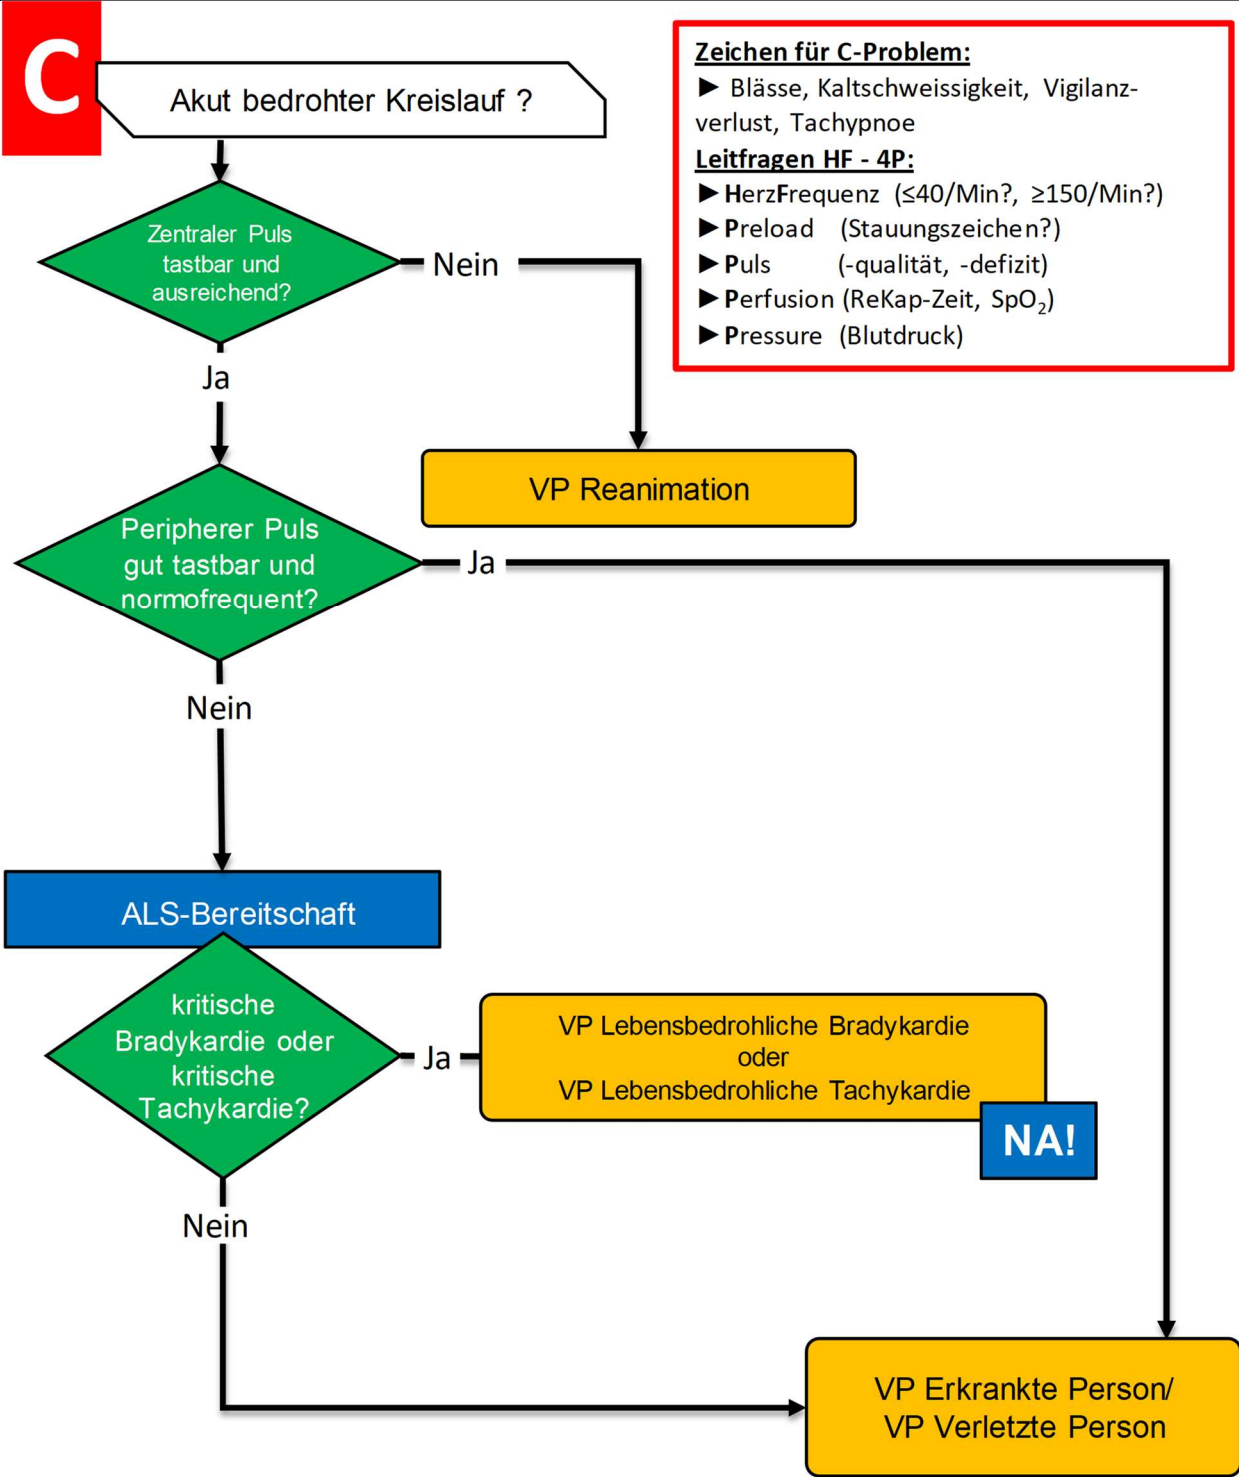 C
Akut bedrohter Kreislauf ?
Zeichen für C-Problem:
► Blässe, Kaltschweissigkeit, Vigilanz-
verlust, Tachypnoe
Leitfragen HF - 4P:
►HerzFrequenz (≤40/Min?, ≥150/Min?)
►Preload (Stauungszeichen?)
►Puls (-qualität, -defizit)
►Perfusion (ReKap-Zeit, SpO₂)
►Pressure (Blutdruck)
Zentraler Puls
tastbar und
ausreichend?
Nein
Ja
VP Reanimation
Peripherer Puls
gut tastbar und
normofrequent?
Ja
Nein
ALS-Bereitschaft
kritische
Bradykardie oder
kritische
Tachykardie?
Ja
VP Lebensbedrohliche Bradykardie
oder
VP Lebensbedrohliche Tachykardie
NA!
Nein
VP Erkrankte Person/
VP Verletzte Person